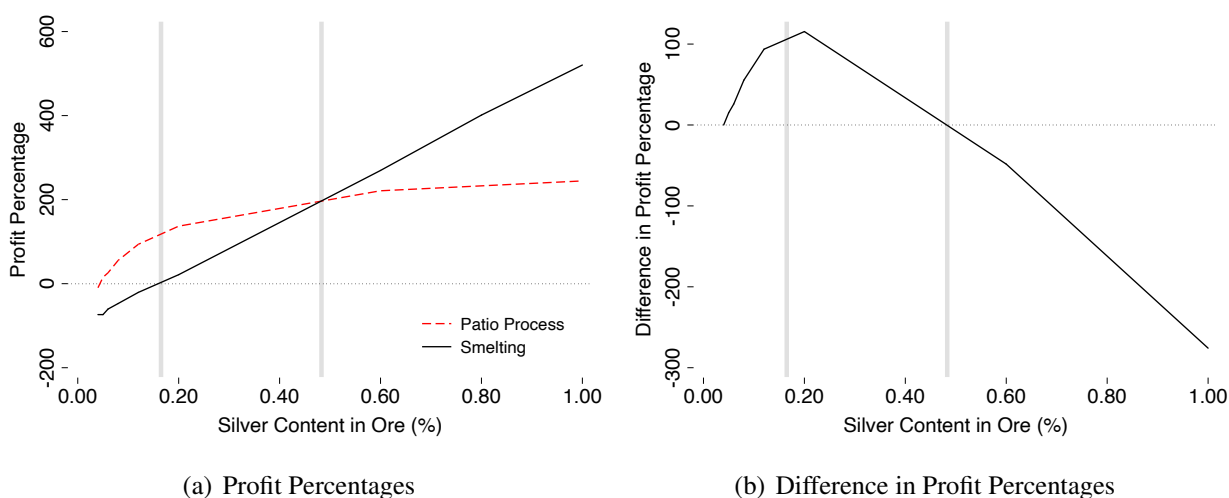 600
400
200
0
-200
Profit Percentage
0.00 0.20 0.40 0.60 0.80 1.00
Silver Content in Ore (%)
Patio Process
Smelting
(a) Profit Percentages
100
0
-100
-200
-300
Difference in Profit Percentage
0.00 0.20 0.40 0.60 0.80 1.00
Silver Content in Ore (%)
(b) Difference in Profit Percentages